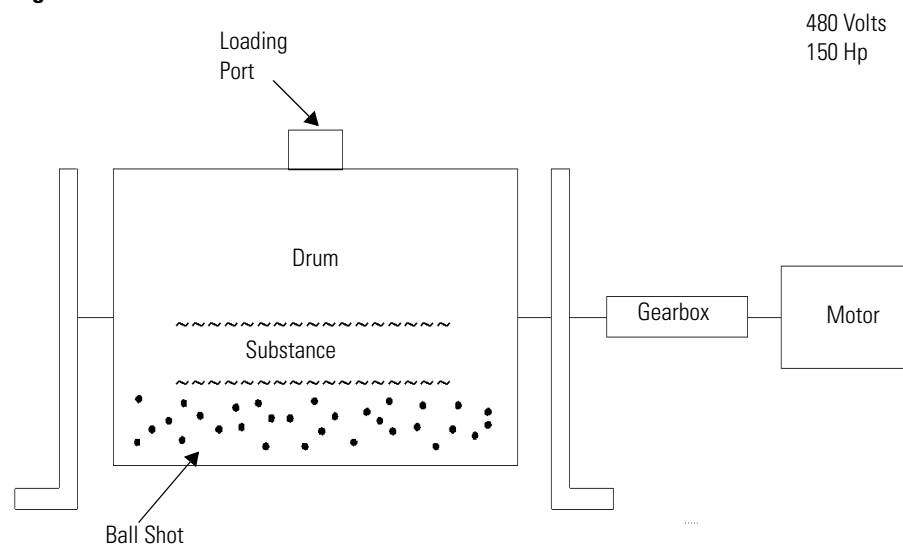 480 Volts
150 Hp
Loading
Port
Drum
Substance
Gearbox
Motor
Ball Shot